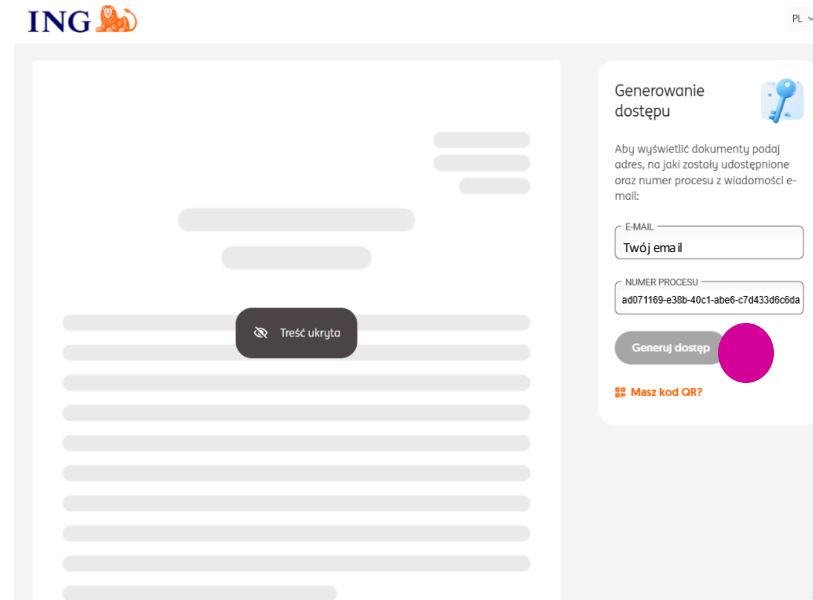 ING
PL
Generowanie
dostępu
Aby wyświetlić dokumenty podaj
adres, na jaki zostały udostępnione
oraz numer procesu z wiadomości e-
mail:
E-MAIL
Twój email
NUMER PROCESU
ad071169-e38b-40c1-abe6-c7d433d6c6da
Generuj dostęp
Masz kod QR?
Treść ukryta